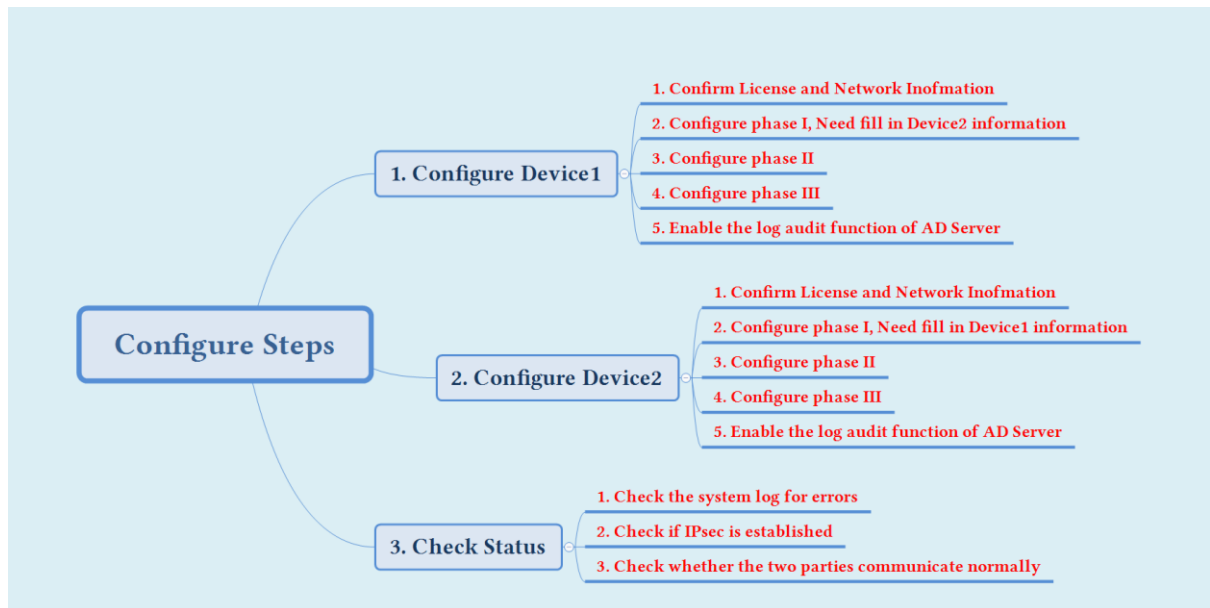 Configure Steps
1. Configure Device1
1. Confirm License and Network Inofmation
2. Configure phase I, Need fill in Device2 information
3. Configure phase II
4. Configure phase III
5. Enable the log audit function of AD Server
2. Configure Device2
1. Confirm License and Network Inofmation
2. Configure phase I, Need fill in Device1 information
3. Configure phase II
4. Configure phase III
5. Enable the log audit function of AD Server
3. Check Status
1. Check the system log for errors
2. Check if IPsec is established
3. Check whether the two parties communicate normally